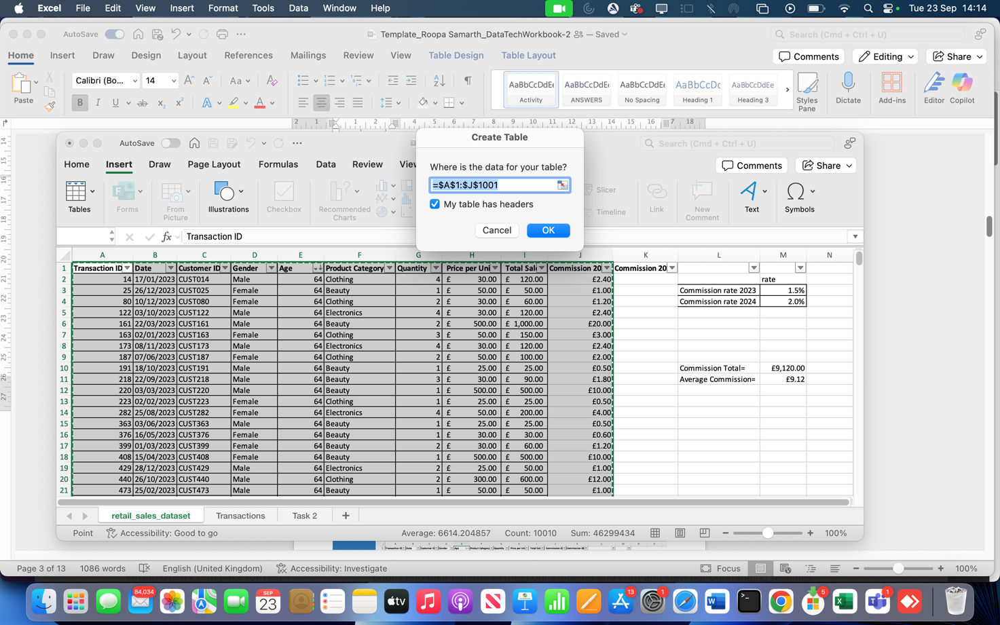 Excel File Edit View Insert Format Tools Data Window Help Tue 23 Sep 14:14
AutoSave Template_Roopa Samarth_DataTechWorkbook-2 — Saved Search (Cmd + Ctrl + U)
Home Insert Draw Design Layout References Mailings Review View Table Design Table Layout Comments Editing Share
Paste Calibri (Bo... 14 Aa AaBbCcDdEe Activity AaBbCcDdE ANSWERS AaBbCcDdE No Spacing AaBbCcDc Heading 1 AaBbCcDdEe Heading 3 Styles Pane Dictate Add-ins Editor Copilot
2 1 1 2 4 5 6 7 8 9 10 11 12 13 14 15 16 17 18
AutoSave Search (Cmd + Ctrl + U)
Home Insert Draw Page Layout Formulas Data Review View Comments Share
Tables Forms From Picture Illustrations Checkbox Recommended Charts Slicer Timeline Link New Comment Text Symbols
Create Table
Where is the data for your table?
=$A$1:$J$1001
My table has headers
Cancel OK
fx Transaction ID
A B C D E F G H I J K L M N
1 Transaction ID Date Customer ID Gender Age Product Category Quantity Price per Uni Total Sal Commission 20 Commission 20
2 14 17/01/2023 CUST014 Male 64 Clothing 4 £ 30.00 £ 120.00 £2.40 rate
3 25 26/12/2023 CUST025 Female 64 Beauty 1 £ 50.00 £ 50.00 £1.00 Commission rate 2023 1.5%
4 80 10/12/2023 CUST080 Female 64 Clothing 2 £ 30.00 £ 60.00 £1.20 Commission rate 2024 2.0%
5 122 03/10/2023 CUST122 Male 64 Electronics 4 £ 30.00 £ 120.00 £2.40
6 161 22/03/2023 CUST161 Male 64 Beauty 2 £ 500.00 £ 1,000.00 £20.00
7 163 02/01/2023 CUST163 Female 64 Clothing 3 £ 50.00 £ 150.00 £3.00
8 173 08/11/2023 CUST173 Male 64 Electronics 4 £ 30.00 £ 120.00 £2.40
9 187 07/06/2023 CUST187 Female 64 Clothing 2 £ 50.00 £ 100.00 £2.00
10 191 18/10/2023 CUST191 Male 64 Beauty 1 £ 25.00 £ 25.00 £0.50 Commission Total= £9,120.00
11 218 22/09/2023 CUST218 Male 64 Beauty 3 £ 30.00 £ 90.00 £1.80 Average Commission= £9.12
12 220 03/03/2023 CUST220 Male 64 Beauty 1 £ 500.00 £ 500.00 £10.00
13 223 02/02/2023 CUST223 Female 64 Clothing 1 £ 25.00 £ 25.00 £0.50
14 282 25/08/2023 CUST282 Female 64 Electronics 4 £ 50.00 £ 200.00 £4.00
15 363 03/06/2023 CUST363 Male 64 Beauty 1 £ 25.00 £ 25.00 £0.50
16 376 16/05/2023 CUST376 Female 64 Beauty 1 £ 30.00 £ 30.00 £0.60
17 399 01/03/2023 CUST399 Female 64 Beauty 2 £ 30.00 £ 60.00 £1.20
18 408 15/04/2023 CUST408 Female 64 Beauty 1 £ 500.00 £ 500.00 £10.00
19 429 28/12/2023 CUST429 Male 64 Electronics 2 £ 25.00 £ 50.00 £1.00
20 440 26/10/2023 CUST440 Male 64 Clothing 2 £ 300.00 £ 600.00 £12.00
21 473 25/02/2023 CUST473 Male 64 Beauty 1 £ 50.00 £ 50.00 £1.00
retail_sales_dataset Transactions Task 2 +
Point Accessibility: Good to go Average: 6614.204857 Count: 10010 Sum: 46299434 100%
Page 3 of 13 1086 words English (United Kingdom) Accessibility: Investigate Focus 100%
84,034 SEP 23 tv 13 1 5 1